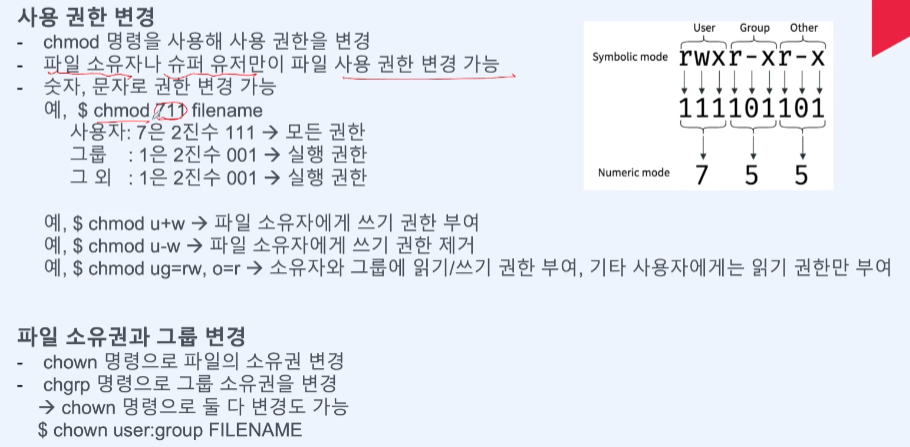 사용 권한 변경
- chmod 명령을 사용해 사용 권한을 변경
- 파일 소유자나 슈퍼 유저만이 파일 사용 권한 변경 가능
- 숫자, 문자로 권한 변경 가능
예, $ chmod 711 filename
사용자: 7은 2진수 111 → 모든 권한
그룹 : 1은 2진수 001 → 실행 권한
그 외 : 1은 2진수 001 → 실행 권한
예, $ chmod u+w → 파일 소유자에게 쓰기 권한 부여
예, $ chmod u-w → 파일 소유자에게 쓰기 권한 제거
예, $ chmod ug=rw, o=r → 소유자와 그룹에 읽기/쓰기 권한 부여, 기타 사용자에게는 읽기 권한만 부여
파일 소유권과 그룹 변경
- chown 명령으로 파일의 소유권 변경
- chgrp 명령으로 그룹 소유권을 변경
→ chown 명령으로 둘 다 변경도 가능
$ chown user:group FILENAME
User Group Other
Symbolic mode rwxr-xr-x
111101101
Numeric mode 7 5 5